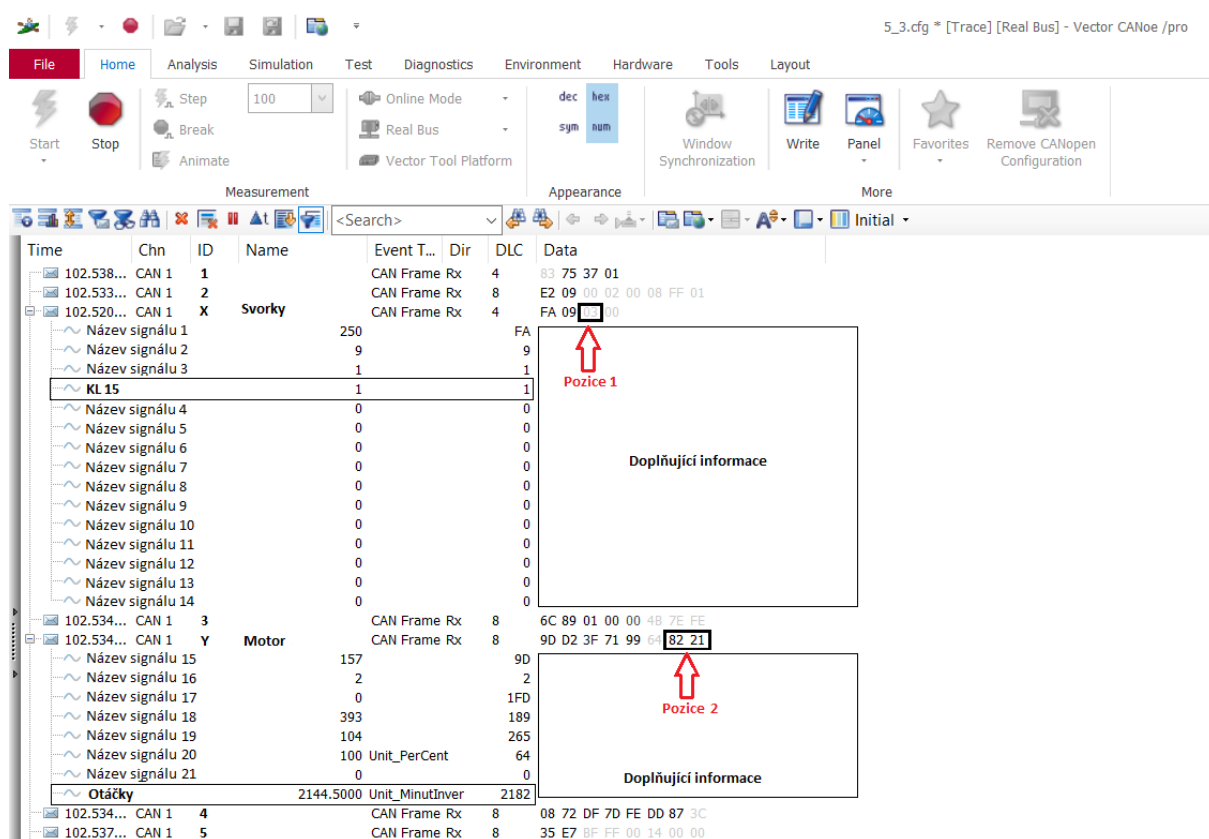 5_3.cfg * [Trace] [Real Bus] - Vector CANoe /pro
File Home Analysis Simulation Test Diagnostics Environment Hardware Tools Layout
Step 100 Online Mode dec hex
Break Real Bus sym num
Start Stop Window Write Panel Favorites Remove CANopen
Animate Vector Tool Platform Synchronization Configuration
Measurement Appearance More
Δt <Search> A Initial
Time Chn ID Name Event T... Dir DLC Data
102.538... CAN 1 1 CAN Frame Rx 4 83 75 37 01
102.533... CAN 1 2 CAN Frame Rx 8 E2 09 00 02 00 08 FF 01
102.520... CAN 1 X Svorky CAN Frame Rx 4 FA 09 03 00
Název signálu 1 250 FA
Název signálu 2 9 9
Název signálu 3 1 1
Pozice 1
KL 15 1 1
Název signálu 4 0 0
Název signálu 5 0 0
Název signálu 6 0 0
Doplňující informace
Název signálu 7 0 0
Název signálu 8 0 0
Název signálu 9 0 0
Název signálu 10 0 0
Název signálu 11 0 0
Název signálu 12 0 0
Název signálu 13 0 0
Název signálu 14 0 0
102.534... CAN 1 3 CAN Frame Rx 8 6C 89 01 00 00 4B 7E FE
102.534... CAN 1 Y Motor CAN Frame Rx 8 9D D2 3F 71 99 64 82 21
Název signálu 15 157 9D
Název signálu 16 2 2
Název signálu 17 0 1FD
Pozice 2
Název signálu 18 393 189
Název signálu 19 104 265
Název signálu 20 100 Unit_PerCent 64
Název signálu 21 0 0
Doplňující informace
Otáčky 2144.5000 Unit_MinutInver 2182
102.534... CAN 1 4 CAN Frame Rx 8 08 72 DF 7D FE DD 87 3C
102.537... CAN 1 5 CAN Frame Rx 8 35 E7 BF FF 00 14 00 00